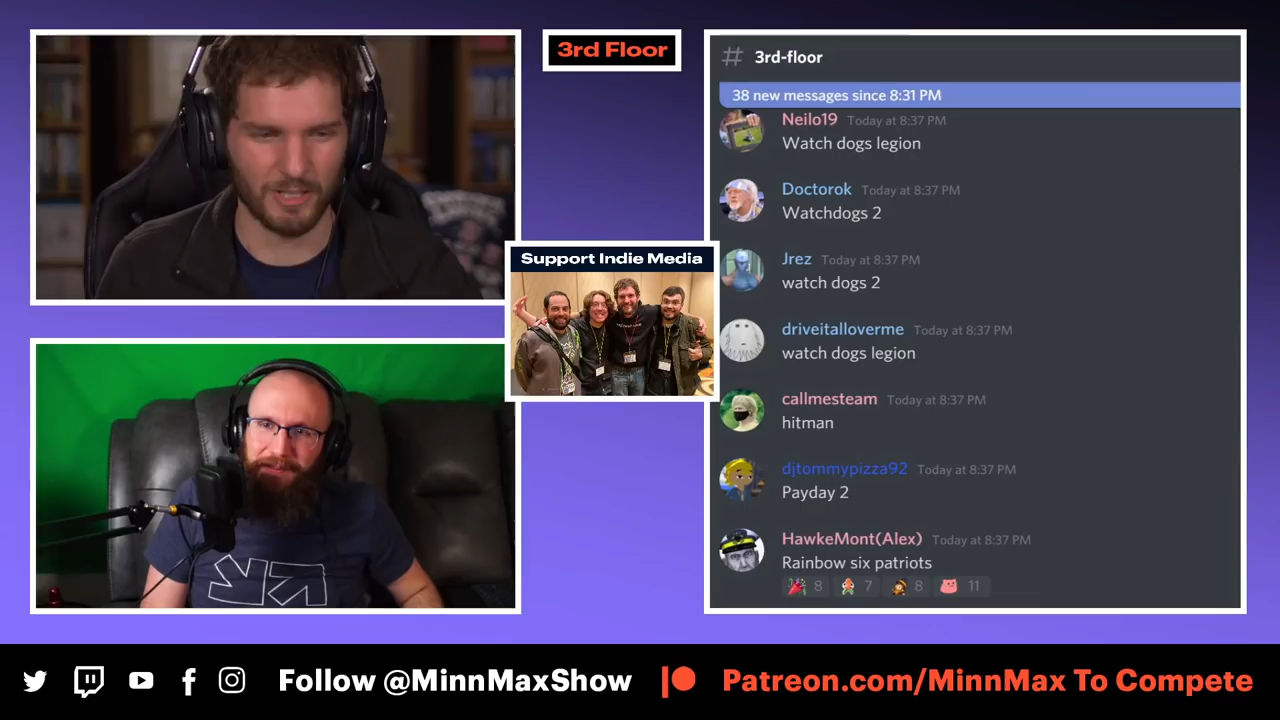 3rd Floor
# 3rd-floor
38 new messages since 8:31 PM
Neilo19 Today at 8:37 PM
Watch dogs legion
Doctorok Today at 8:37 PM
Watchdogs 2
Support Indie Media
Jrez Today at 8:37 PM
watch dogs 2
driveitalloverme Today at 8:37 PM
watch dogs legion
callmesteam Today at 8:37 PM
hitman
djtommypizza92 Today at 8:37 PM
Payday 2
HawkeMont(Alex) Today at 8:37 PM
Rainbow six patriots
8 7 8 11
Follow @MinnMaxShow
Patreon.com/MinnMax To Compete